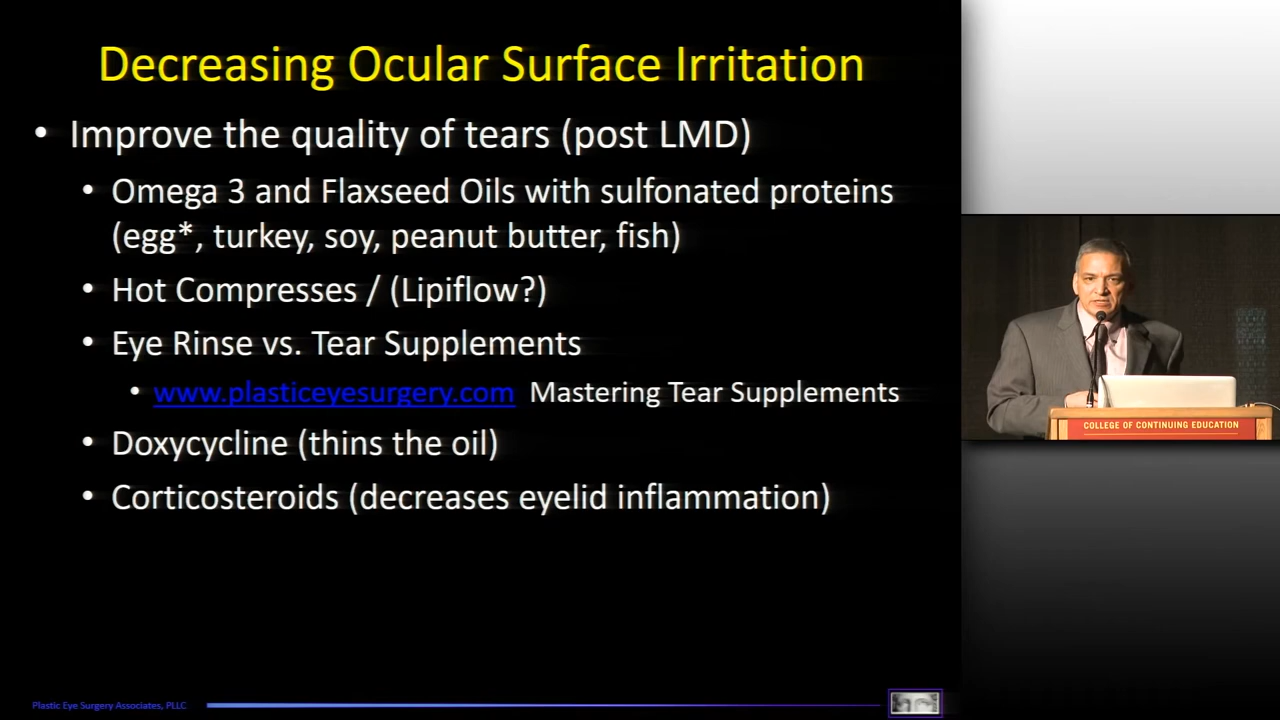 Decreasing Ocular Surface Irritation
• Improve the quality of tears (post LMD)
• Omega 3 and Flaxseed Oils with sulfonated proteins
(egg*, turkey, soy, peanut butter, fish)
• Hot Compresses / (Lipiflow?)
• Eye Rinse vs. Tear Supplements
• www.plasticeyesurgery.com Mastering Tear Supplements
• Doxycycline (thins the oil)
• Corticosteroids (decreases eyelid inflammation)
COLLEGE OF CONTINUING EDUCATION
Plastic Eye Surgery Associates, PLLC